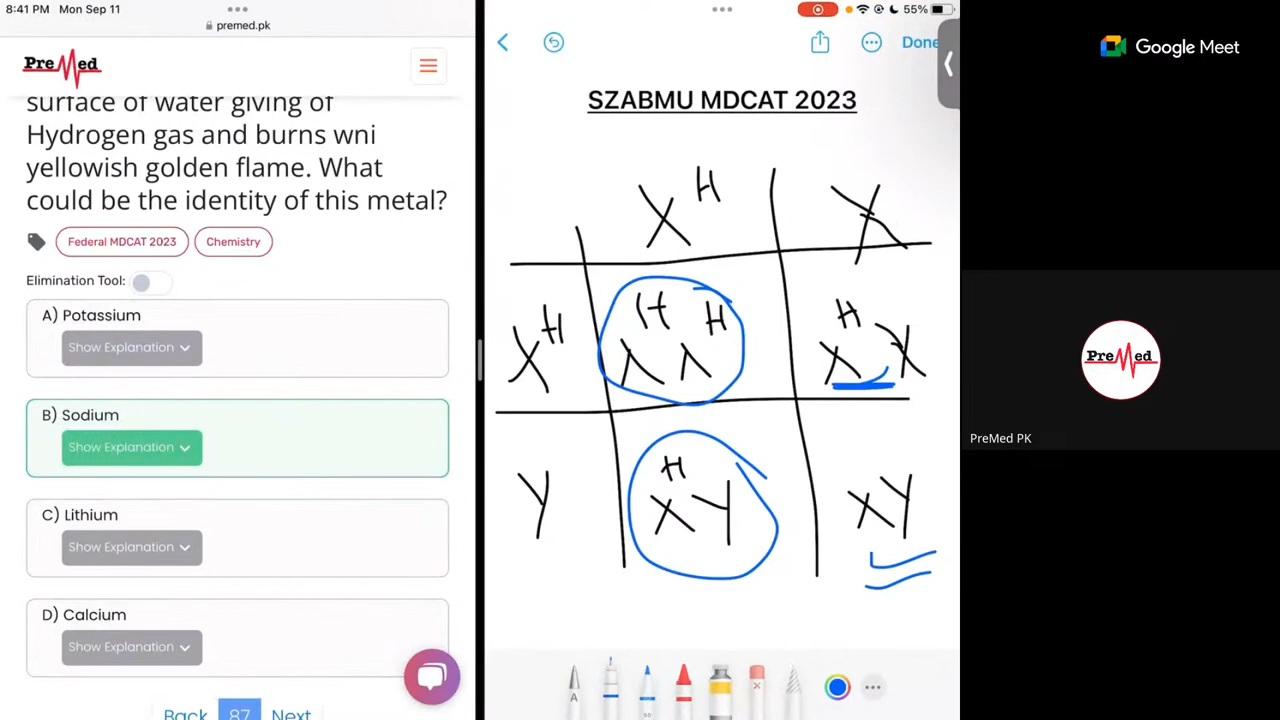 8:41 PM Mon Sep 11
premed.pk
PreMed
surface of water giving of
Hydrogen gas and burns wni
yellowish golden flame. What
could be the identity of this metal?
Federal MDCAT 2023
Chemistry
Elimination Tool:
A) Potassium
Show Explanation
B) Sodium
Show Explanation
C) Lithium
Show Explanation
D) Calcium
Show Explanation
Back 87 Next
55%
Done
SZABMU MDCAT 2023
X^H X
X^H X^H X^H X^H X
Y X^H Y XY
A
50
Google Meet
PreMed
PreMed PK